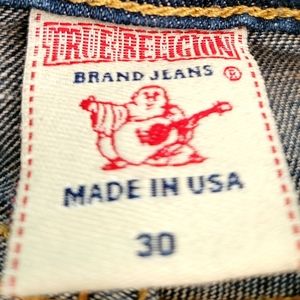 TRUE RELIGION
BRAND JEANS ®
MADE IN USA
30